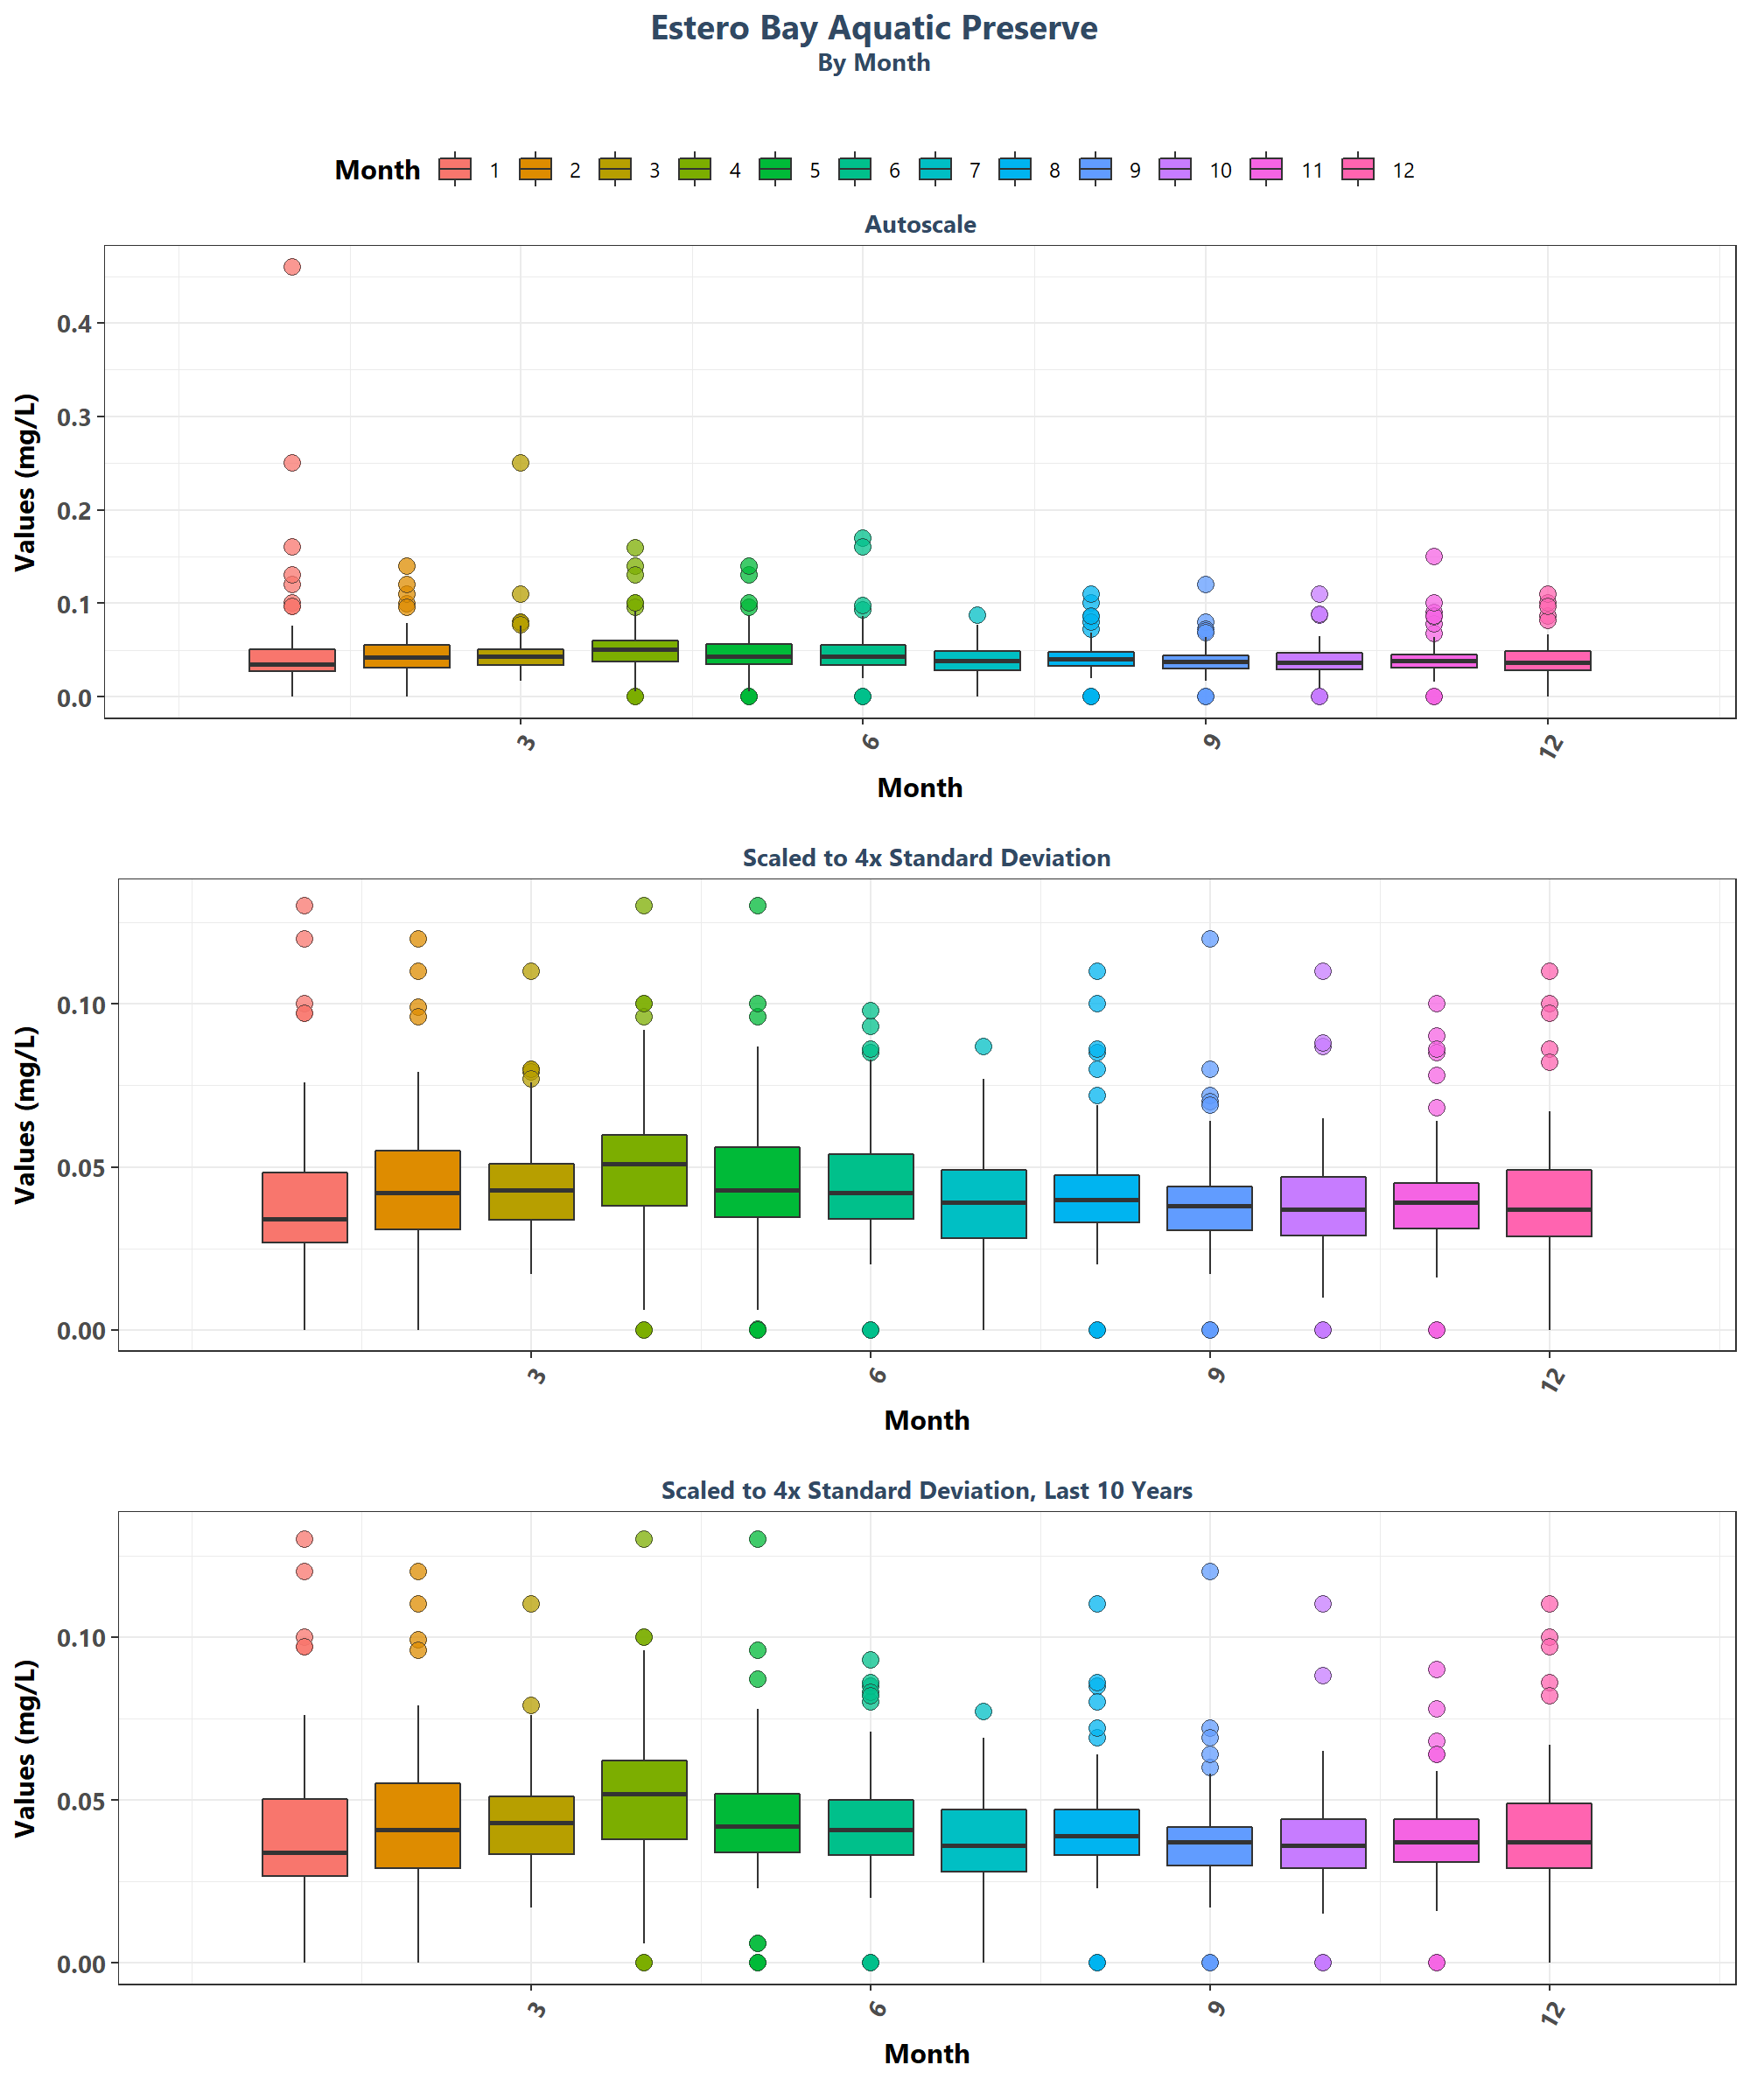 Estero Bay Aquatic Preserve
By Month
Month 1 2 3 4 5 6 7 8 9 10 11 12
Autoscale
Values (mg/L)
0.4
0.3
0.2
0.1
0.0
3 6 9 12
Month
Scaled to 4x Standard Deviation
Values (mg/L)
0.10
0.05
0.00
3 6 9 12
Month
Scaled to 4x Standard Deviation, Last 10 Years
Values (mg/L)
0.10
0.05
0.00
3 6 9 12
Month